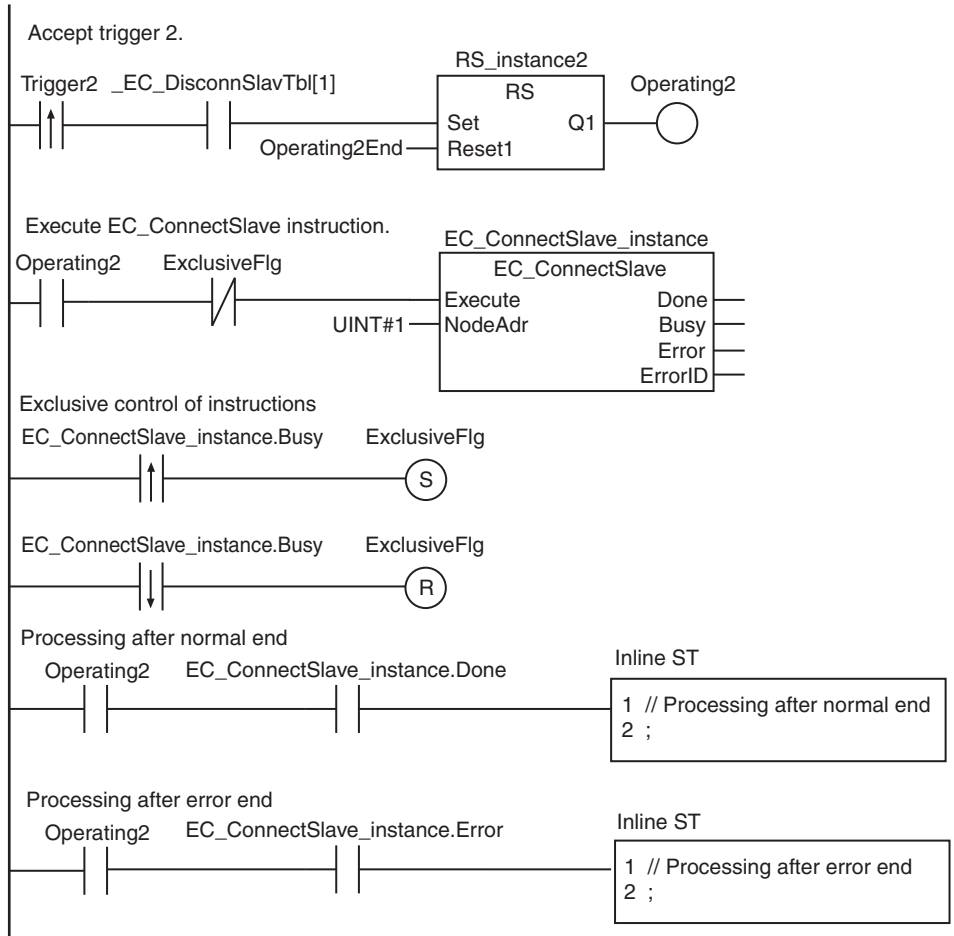 Accept trigger 2.
RS_instance2
Trigger2 _EC_DisconnSlavTbl[1] RS Operating2
Set Q1
Operating2End Reset1
Execute EC_ConnectSlave instruction.
EC_ConnectSlave_instance
Operating2 ExclusiveFlg EC_ConnectSlave
Execute Done
UINT#1 NodeAdr Busy
Error
ErrorID
Exclusive control of instructions
EC_ConnectSlave_instance.Busy ExclusiveFlg
S
EC_ConnectSlave_instance.Busy ExclusiveFlg
R
Processing after normal end
Operating2 EC_ConnectSlave_instance.Done Inline ST
1 // Processing after normal end
2 ;
Processing after error end
Operating2 EC_ConnectSlave_instance.Error Inline ST
1 // Processing after error end
2 ;